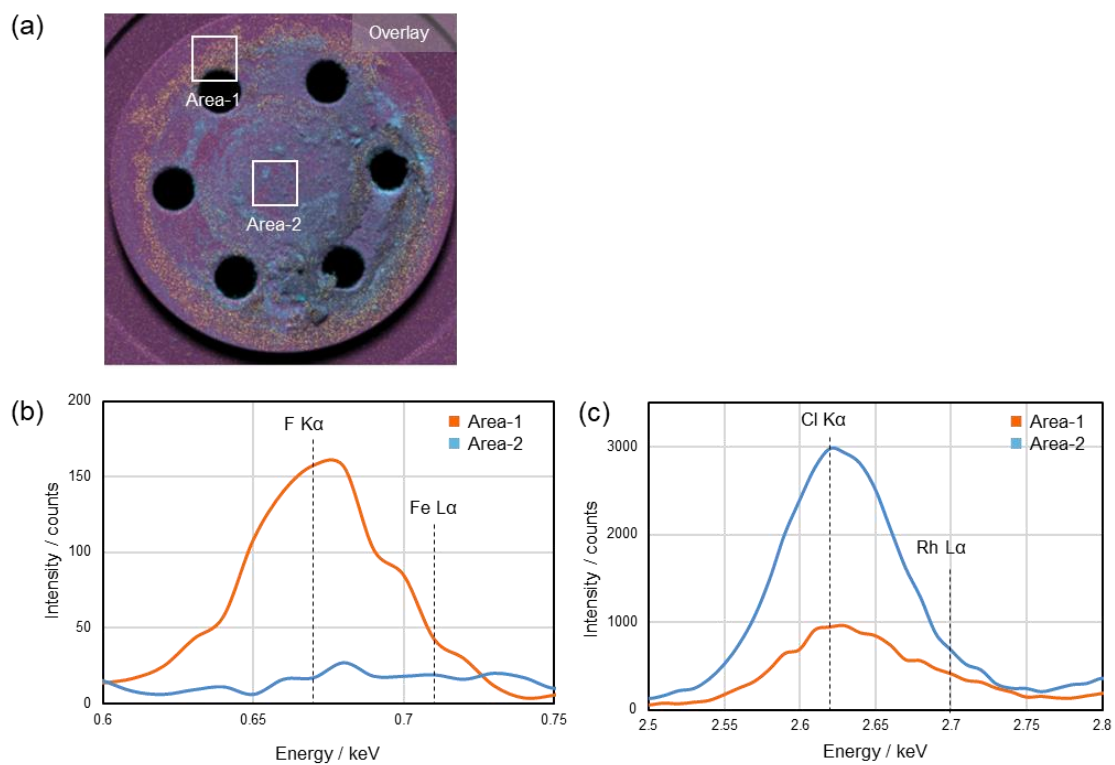 (a)
Overlay
Area-1
Area-2
(b)
200
150
100
50
0
0.6
0.65
0.7
0.75
Intensity / counts
Energy / keV
F Kα
Fe Lα
Area-1
Area-2
(c)
3000
2000
1000
0
2.5
2.55
2.6
2.65
2.7
2.75
2.8
Intensity / counts
Energy / keV
Cl Kα
Rh Lα
Area-1
Area-2